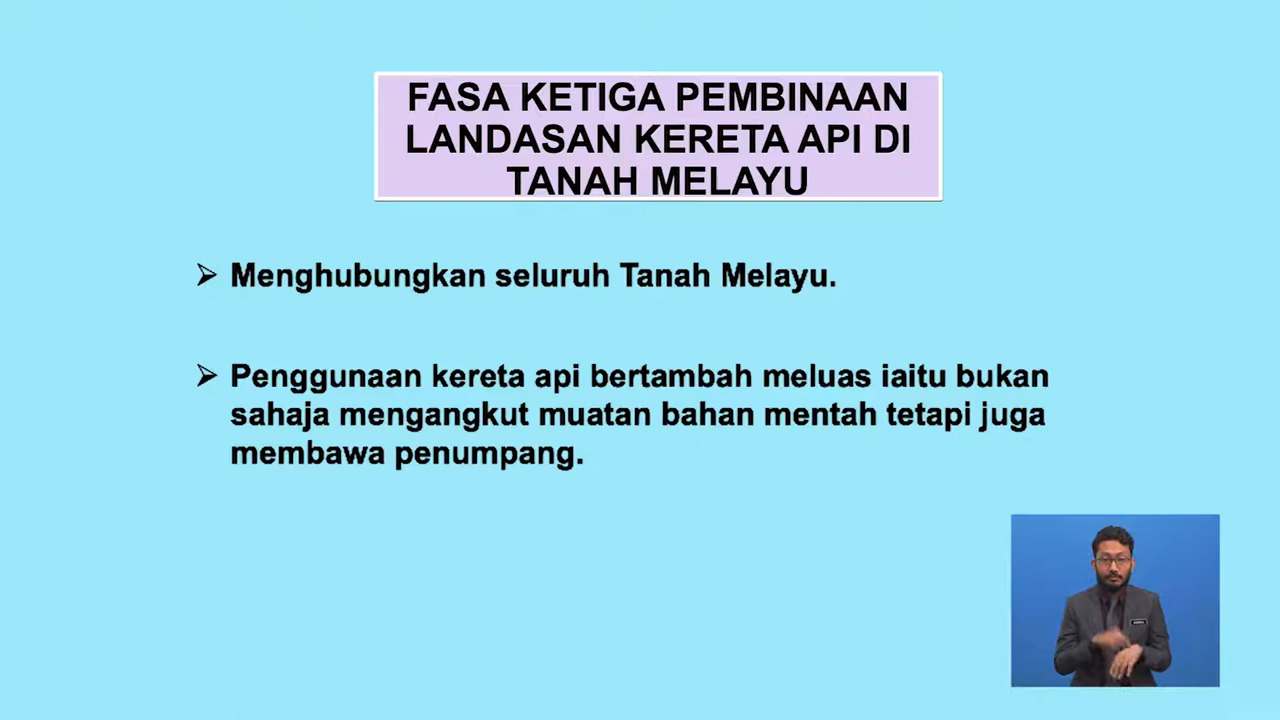 FASA KETIGA PEMBINAAN
LANDASAN KERETA API DI
TANAH MELAYU
➢ Menghubungkan seluruh Tanah Melayu.
➢ Penggunaan kereta api bertambah meluas iaitu bukan
sahaja mengangkut muatan bahan mentah tetapi juga
membawa penumpang.